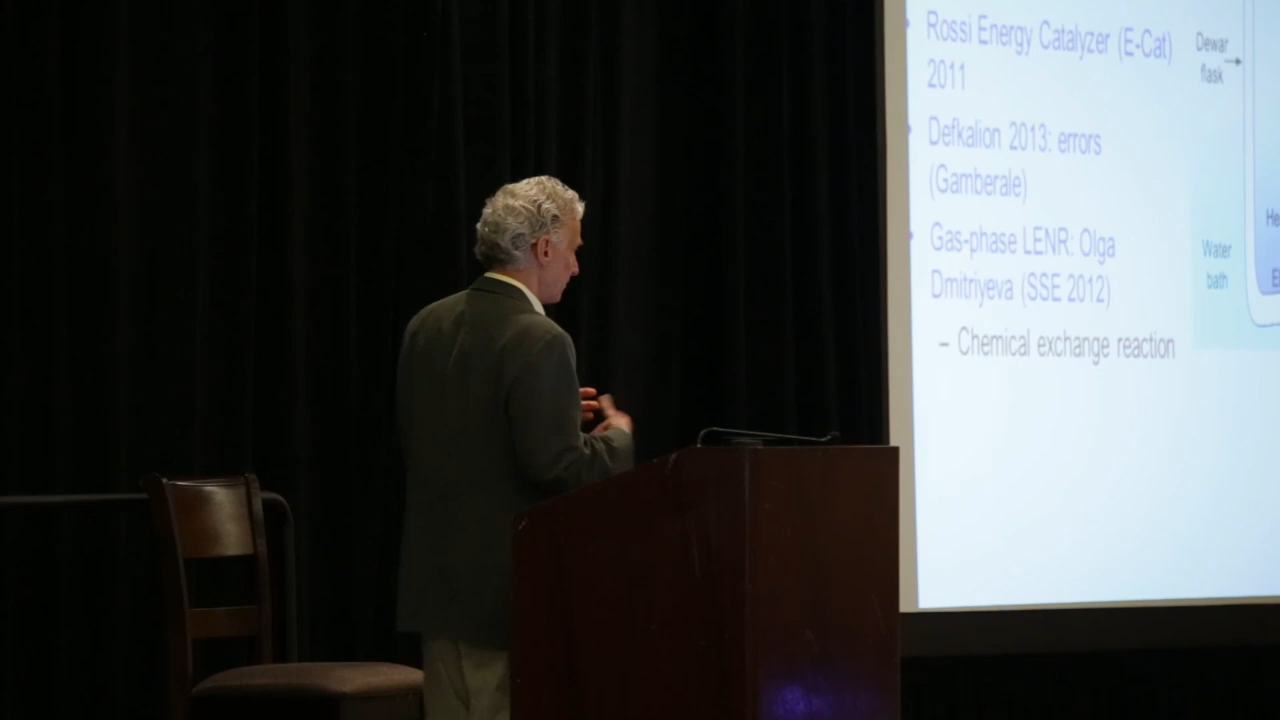 Rossi Energy Catalyzer (E-Cat)
2011
Defkalion 2013: errors
(Gamberale)
Gas-phase LENR: Olga
Dmitriyeva (SSE 2012)
– Chemical exchange reaction
Dewar
flask
Water
bath